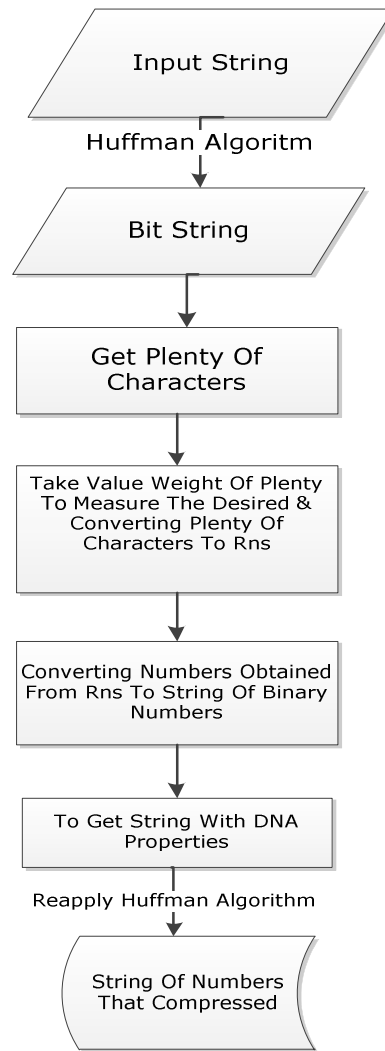 Input String
Huffman Algoritm
Bit String
Get Plenty Of
Characters
Take Value Weight Of Plenty
To Measure The Desired &
Converting Plenty Of
Characters To Rns
Converting Numbers Obtained
From Rns To String Of Binary
Numbers
To Get String With DNA
Properties
Reapply Huffman Algorithm
String Of Numbers
That Compressed